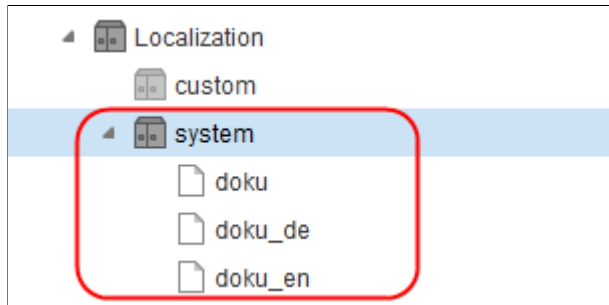 Localization
custom
system
doku
doku_de
doku_en